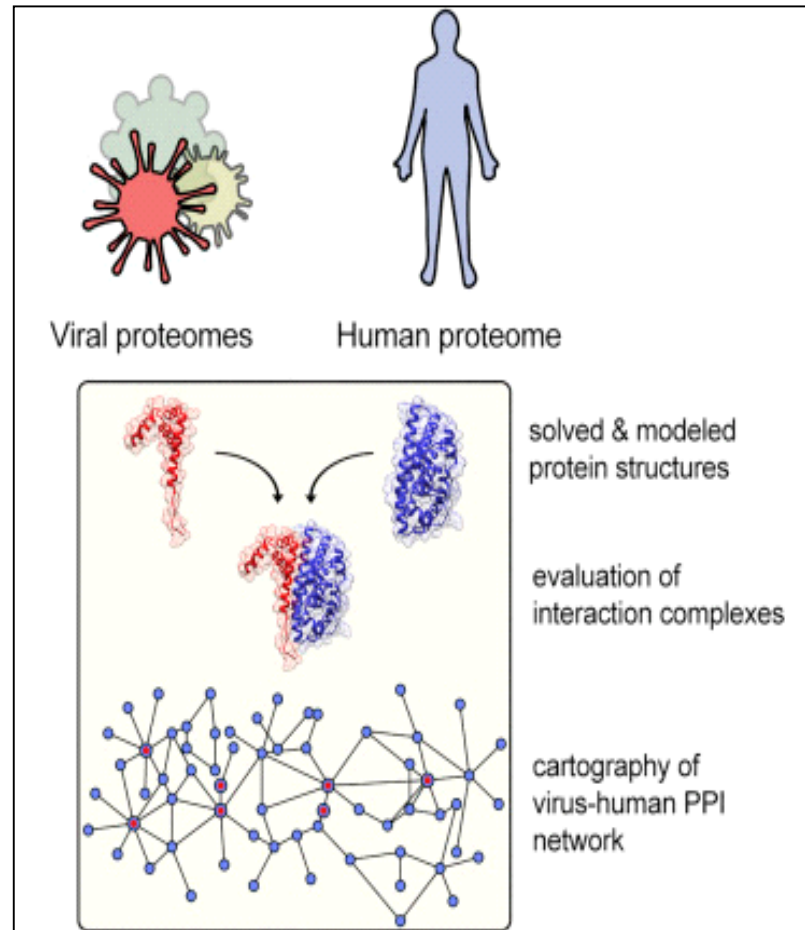 Viral proteomes
Human proteome
solved & modeled
protein structures
evaluation of
interaction complexes
cartography of
virus-human PPI
network